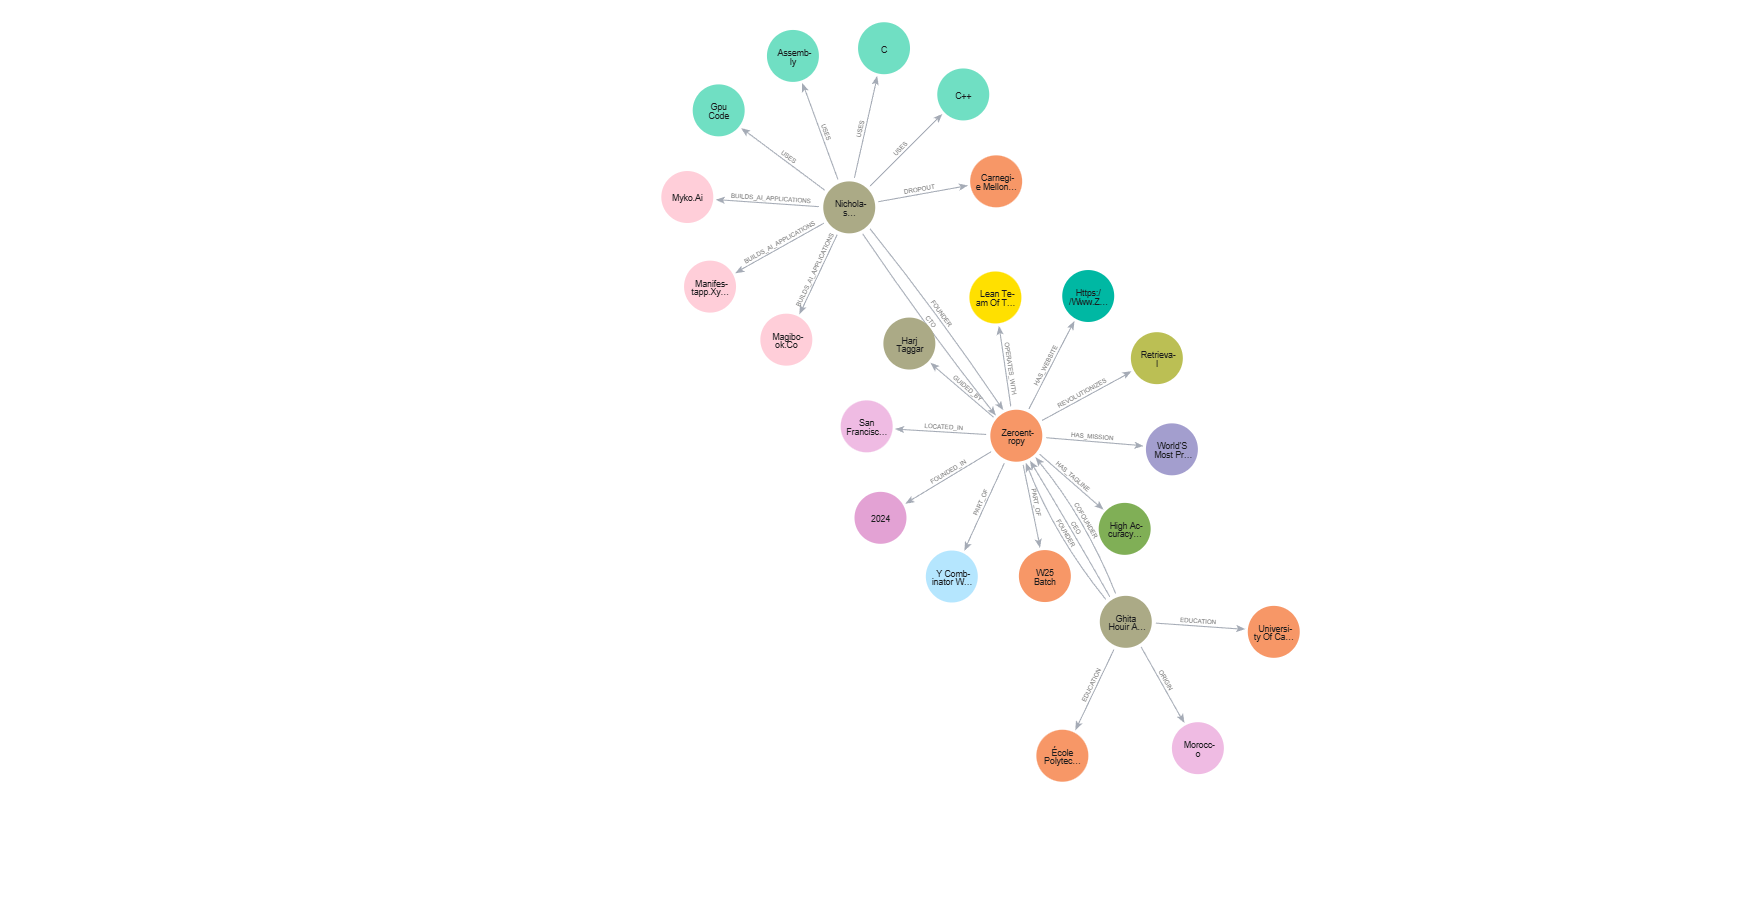 Assemb-
ly
C
C++
Gpu
Code
USES
USES
USES
USES
Carnegi-
e Mellon...
DROPOUT
Myko.Ai
BUILDS_AI_APPLICATIONS
Nichola-
s...
BUILDS_AI_APPLICATIONS
Manifes-
tapp.Xy...
BUILDS_AI_APPLICATIONS
Magibo-
ok.Co
FOUNDER
CTO
Lean Te-
am Of T...
Https:/
/Www.Z...
Harj
Taggar
OPERATES_WITH
HAS_WEBSITE
Retrieva-
l
GUIDED_BY
REVOLUTIONIZES
San
Francisc...
LOCATED_IN
Zeroent-
ropy
HAS_MISSION
World'S
Most Pr...
FOUNDED_IN
HAS_TAGLINE
2024
PART_OF
PART_OF
FOUNDER
CEO
COFOUNDER
High Ac-
curacy...
Y Comb-
inator W...
W25
Batch
Ghita
Houir A...
EDUCATION
Universi-
ty Of Ca...
EDUCATION
ORIGIN
École
Polytec...
Morocc-
o